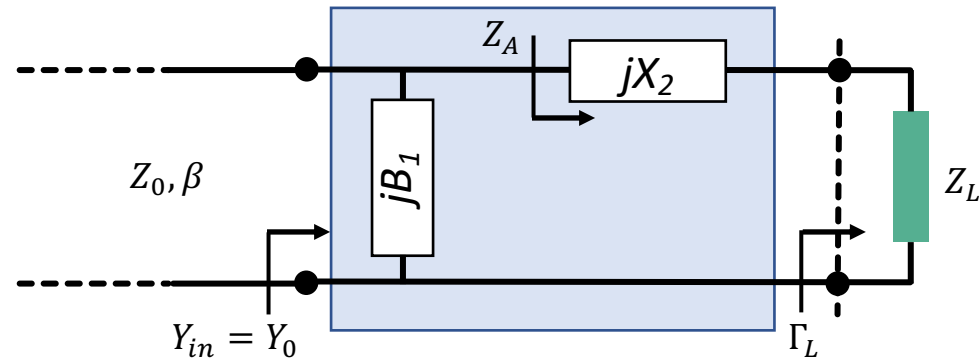 Z_A
jX_2
Z_0, β
jB_1
Z_L
Y_in = Y_0
Γ_L